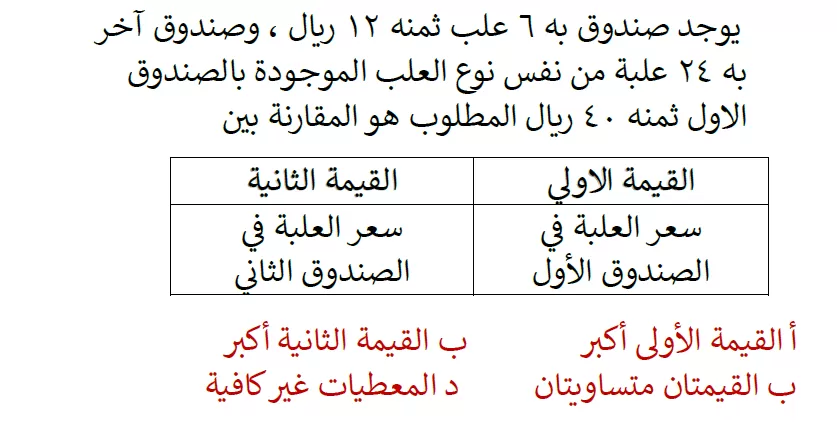 يوجد صندوق به ٦ علب ثمنه ١٢ ريال ، وصندوق آخر
به ٢٤ علبة من نفس نوع العلب الموجودة بالصندوق
الاول ثمنه ٤٠ ريال المطلوب هو المقارنة بين
القيمة الاولي القيمة الثانية
سعر العلبة في سعر العلبة في
الصندوق الأول الصندوق الثاني
أ القيمة الأولى أكبر ب القيمة الثانية أكبر
ب القيمتان متساويتان د المعطيات غير كافية